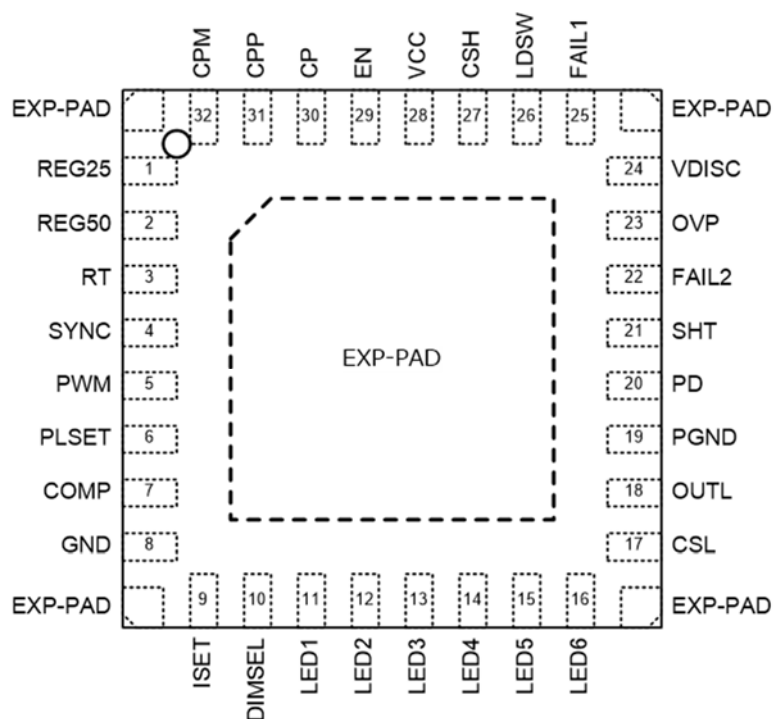 CPM
CPP
CP
EN
VCC
CSH
LDSW
FAIL1
EXP-PAD
32
31
30
29
28
27
26
25
EXP-PAD
REG25
1
24
VDISC
REG50
2
23
OVP
RT
3
22
FAIL2
SYNC
4
21
SHT
EXP-PAD
PWM
5
20
PD
PLSET
6
19
PGND
COMP
7
18
OUTL
GND
8
17
CSL
EXP-PAD
9
10
11
12
13
14
15
16
EXP-PAD
ISET
DIMSEL
LED1
LED2
LED3
LED4
LED5
LED6